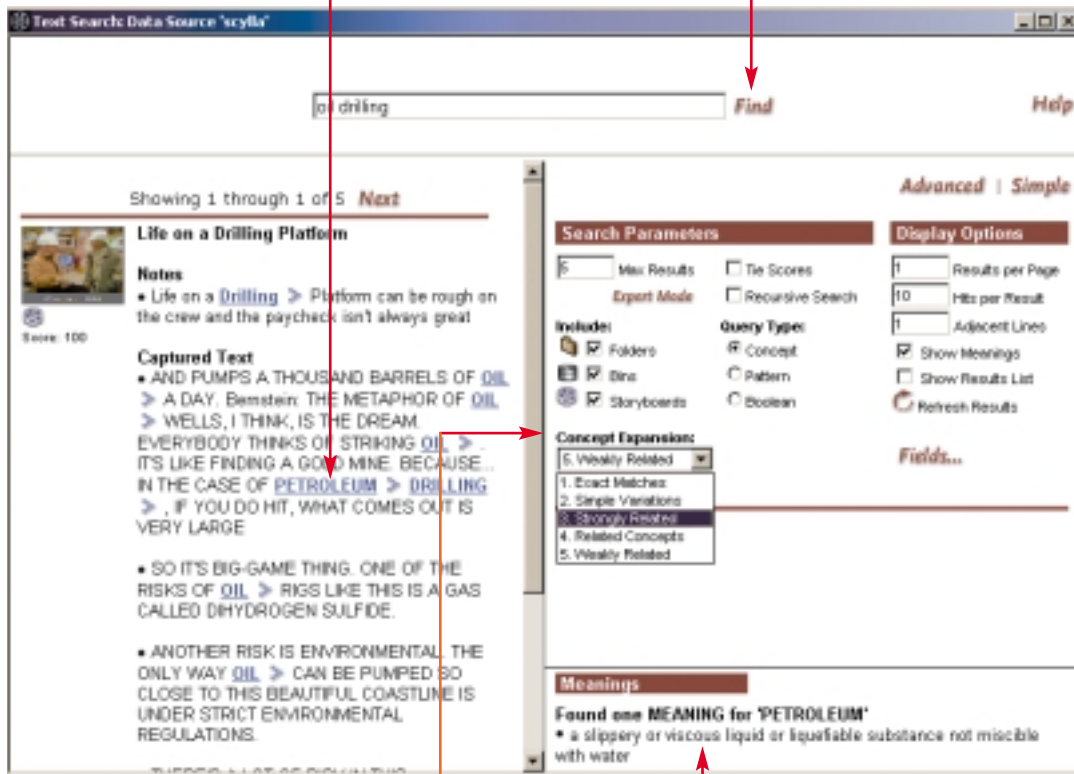 Text Search: Data Source 'scylla'
oil drilling
Find
Help
Showing 1 through 1 of 5 Next
Life on a Drilling Platform
Score: 100
Notes
• Life on a Drilling > Platform can be rough on
the crew and the paycheck isn't always great
Captured Text
• AND PUMPS A THOUSAND BARRELS OF OIL
> A DAY. Bernstein: THE METAPHOR OF OIL
> WELLS, I THINK, IS THE DREAM.
EVERYBODY THINKS OF STRIKING OIL > .
IT'S LIKE FINDING A GOLD MINE. BECAUSE...
IN THE CASE OF PETROLEUM > DRILLING
> , IF YOU DO HIT, WHAT COMES OUT IS
VERY LARGE
• SO IT'S BIG-GAME THING. ONE OF THE
RISKS OF OIL > RIGS LIKE THIS IS A GAS
CALLED DIHYDROGEN SULFIDE.
• ANOTHER RISK IS ENVIRONMENTAL. THE
ONLY WAY OIL > CAN BE PUMPED SO
CLOSE TO THIS BEAUTIFUL COASTLINE IS
UNDER STRICT ENVIRONMENTAL
REGULATIONS.
Advanced | Simple
Search Parameters
5 Max Results
Tie Scores
Expert Mode
Recursive Search
Include:
Query Type:
Folders
Concept
Bins
Pattern
Storyboards
Boolean
Concept Expansion:
5. Weakly Related
1. Exact Matches
2. Simple Variations
3. Strongly Related
4. Related Concepts
5. Weakly Related
Display Options
1 Results per Page
10 Hits per Result
1 Adjacent Lines
Show Meanings
Show Results List
Refresh Results
Fields...
Meanings
Found one MEANING for 'PETROLEUM'
• a slippery or viscous liquid or liquefiable substance not miscible
with water